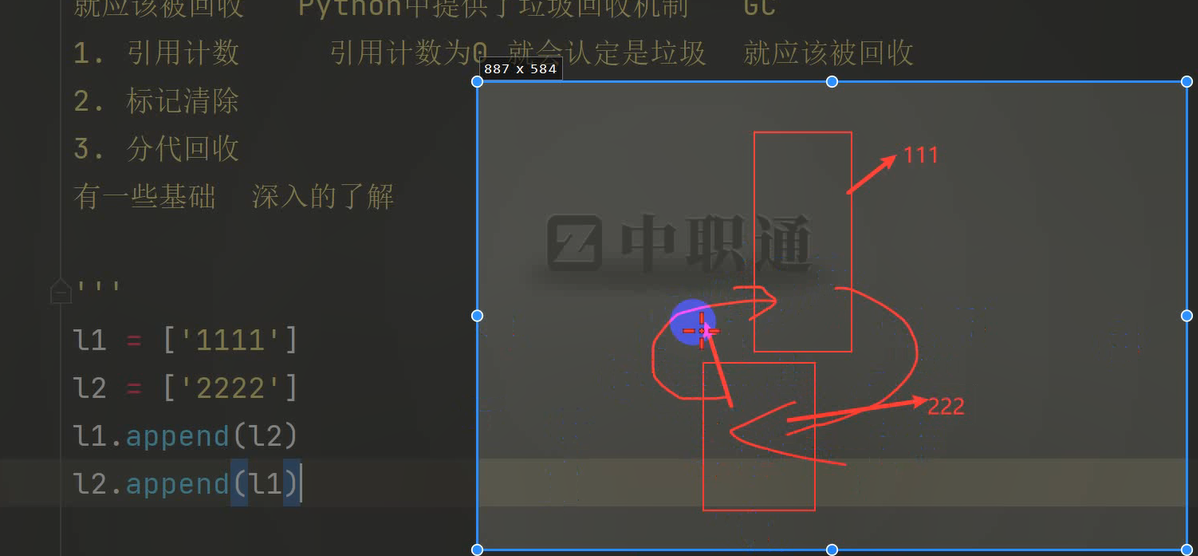 就应该被回收 Python中提供了垃圾回收机制 GC
1. 引用计数 引用计数为0 就会认定是垃圾 就应该被回收
887 x 584
2. 标记清除
3. 分代回收
111
有一些基础 深入的了解
中职通
'''
l1 = ['1111']
l2 = ['2222']
222
l1.append(l2)
l2.append(l1)